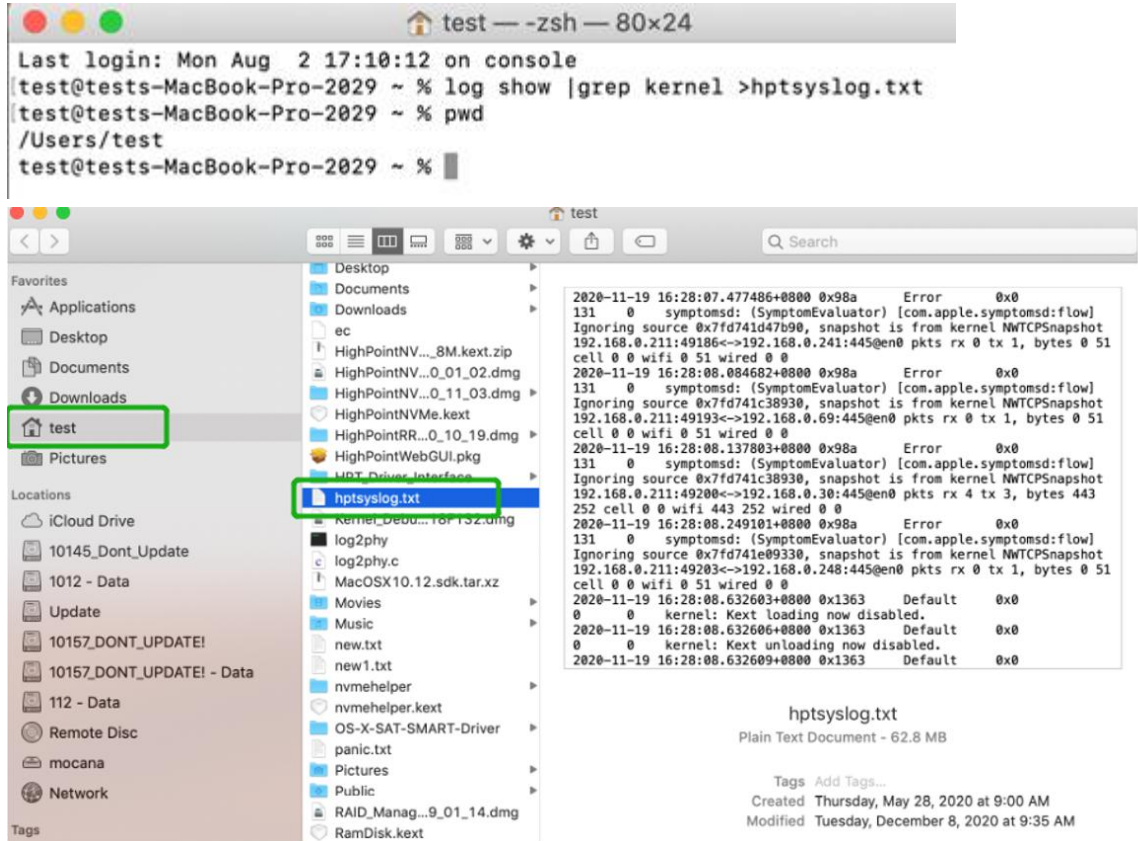 test — -zsh — 80×24
Last login: Mon Aug  2 17:10:12 on console
[test@tests-MacBook-Pro-2029 ~ % log show |grep kernel >hptsyslog.txt
[test@tests-MacBook-Pro-2029 ~ % pwd
/Users/test
test@tests-MacBook-Pro-2029 ~ %
test
Search
Favorites
Applications
Desktop
Documents
Downloads
test
Pictures
Locations
iCloud Drive
10145_Dont_Update
1012 - Data
Update
10157_DONT_UPDATE!
10157_DONT_UPDATE! - Data
112 - Data
Remote Disc
mocana
Network
Tags
Desktop
Documents
Downloads
ec
HighPointNV..._8M.kext.zip
HighPointNV...0_01_02.dmg
HighPointNV...0_11_03.dmg
HighPointNVMe.kext
HighPointRR...0_10_19.dmg
HighPointWebGUI.pkg
HPT_Driver_Interface
hptsyslog.txt
Kernel_Debu...18F132.dmg
log2phy
log2phy.c
MacOSX10.12.sdk.tar.xz
Movies
Music
new.txt
new1.txt
nvmehelper
nvmehelper.kext
OS-X-SAT-SMART-Driver
panic.txt
Pictures
Public
RAID_Manag...9_01_14.dmg
RamDisk.kext
2020-11-19 16:28:07.477486+0800 0x98a      Error       0x0
131    0    symptomsd: (SymptomEvaluator) [com.apple.symptomsd:flow]
Ignoring source 0x7fd741d47b90, snapshot is from kernel NWTCPSnapshot
192.168.0.211:49186<->192.168.0.241:445@en0 pkts rx 0 tx 1, bytes 0 51
cell 0 0 wifi 0 51 wired 0 0
2020-11-19 16:28:08.084682+0800 0x98a      Error       0x0
131    0    symptomsd: (SymptomEvaluator) [com.apple.symptomsd:flow]
Ignoring source 0x7fd741c38930, snapshot is from kernel NWTCPSnapshot
192.168.0.211:49193<->192.168.0.69:445@en0 pkts rx 0 tx 1, bytes 0 51
cell 0 0 wifi 0 51 wired 0 0
2020-11-19 16:28:08.137803+0800 0x98a      Error       0x0
131    0    symptomsd: (SymptomEvaluator) [com.apple.symptomsd:flow]
Ignoring source 0x7fd741c38930, snapshot is from kernel NWTCPSnapshot
192.168.0.211:49200<->192.168.0.30:445@en0 pkts rx 4 tx 3, bytes 443
252 cell 0 0 wifi 443 252 wired 0 0
2020-11-19 16:28:08.249101+0800 0x98a      Error       0x0
131    0    symptomsd: (SymptomEvaluator) [com.apple.symptomsd:flow]
Ignoring source 0x7fd741e09330, snapshot is from kernel NWTCPSnapshot
192.168.0.211:49203<->192.168.0.248:445@en0 pkts rx 0 tx 1, bytes 0 51
cell 0 0 wifi 0 51 wired 0 0
2020-11-19 16:28:08.632603+0800 0x1363     Default     0x0
0      0    kernel: Kext loading now disabled.
2020-11-19 16:28:08.632606+0800 0x1363     Default     0x0
0      0    kernel: Kext unloading now disabled.
2020-11-19 16:28:08.632609+0800 0x1363     Default     0x0
hptsyslog.txt
Plain Text Document - 62.8 MB
Tags Add Tags...
Created Thursday, May 28, 2020 at 9:00 AM
Modified Tuesday, December 8, 2020 at 9:35 AM